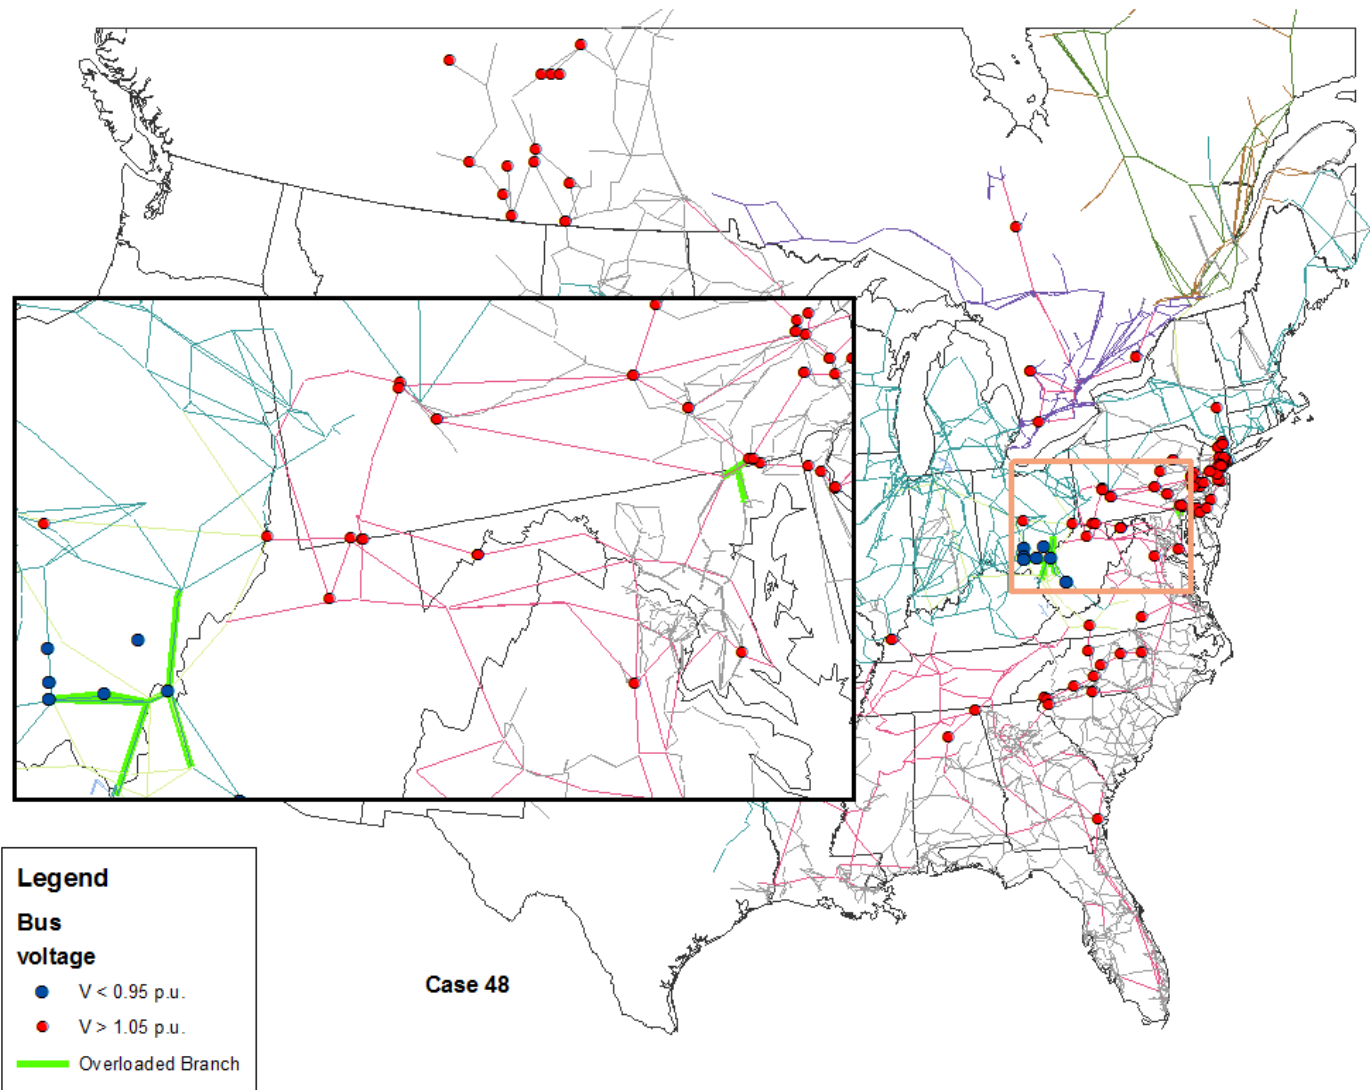 Case 48
Legend
Bus
voltage
V < 0.95 p.u.
V > 1.05 p.u.
Overloaded Branch